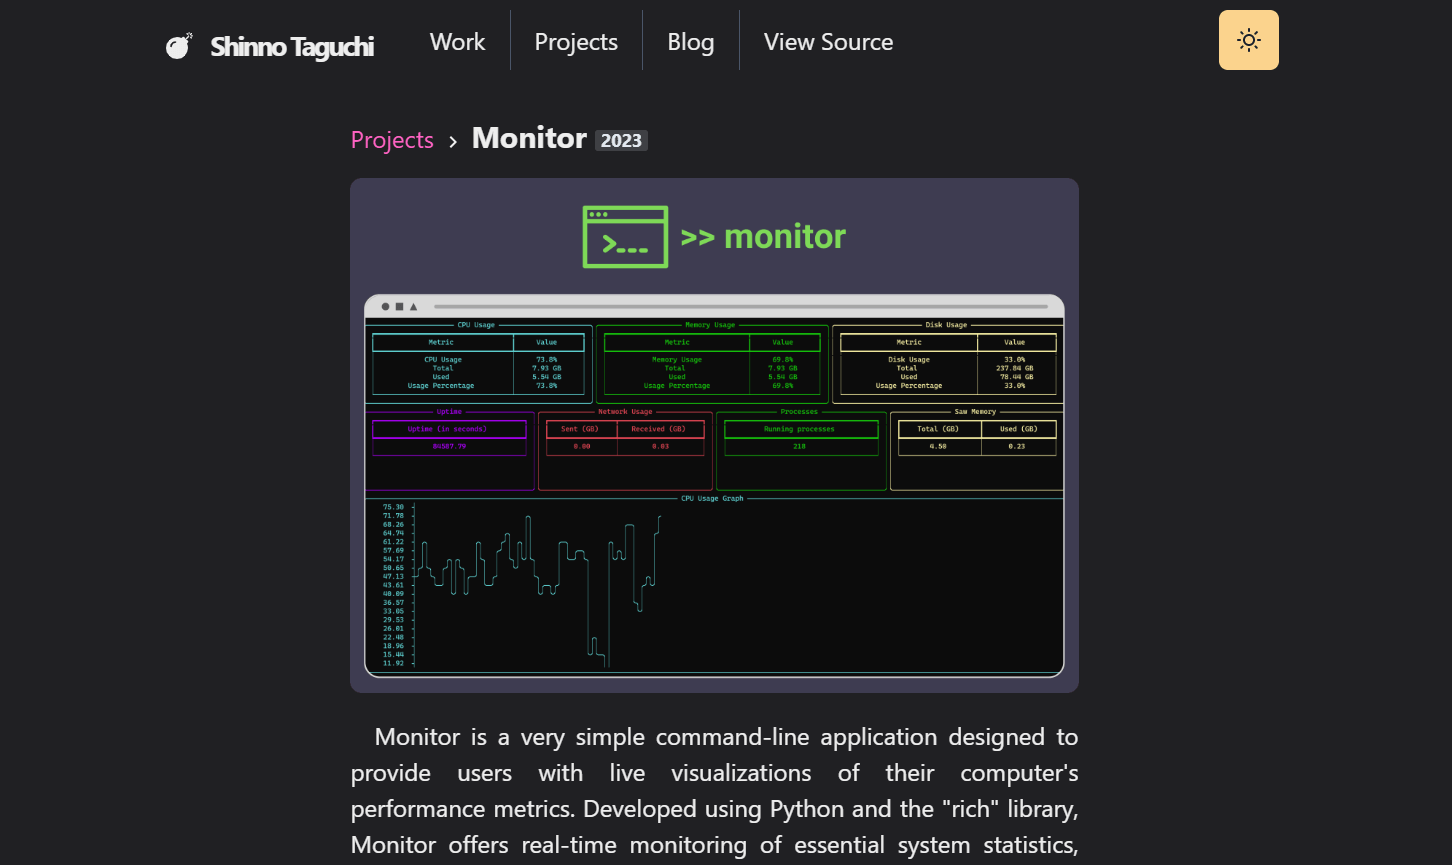 Shinno Taguchi
Work
Projects
Blog
View Source
Projects › Monitor 2023
>_ _ _ >> monitor
CPU Usage
Metric Value
CPU Usage 73.8%
Total 7.93 GB
Used 5.54 GB
Usage Percentage 73.8%
Memory Usage
Metric Value
Memory Usage 69.8%
Total 7.93 GB
Used 5.54 GB
Usage Percentage 69.8%
Disk Usage
Metric Value
Disk Usage 33.0%
Total 237.84 GB
Used 78.44 GB
Usage Percentage 33.0%
Uptime
Uptime (in seconds)
Network Usage
Sent (GB) Received (GB)
0.00 0.03
Processes
Running processes
218
Memory
Total (GB) Used (GB)
4.50 0.23
CPU Usage Graph
75.30
71.78
68.26
64.74
61.22
57.69
54.17
50.65
47.13
43.61
40.09
36.57
33.05
29.53
26.01
22.48
18.96
15.44
11.92
Monitor is a very simple command-line application designed to
provide users with live visualizations of their computer's
performance metrics. Developed using Python and the "rich" library,
Monitor offers real-time monitoring of essential system statistics,